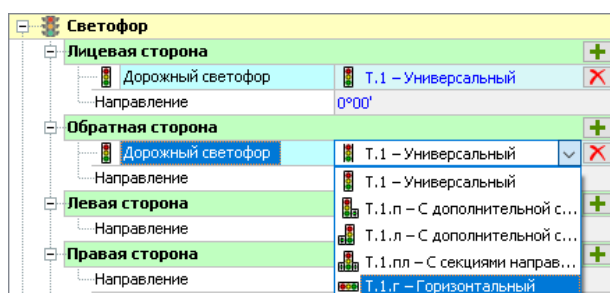 Светофор
Лицевая сторона
Дорожный светофор Т.1 – Универсальный
Направление 0°00'
Обратная сторона
Дорожный светофор Т.1 – Универсальный
Направление Т.1 – Универсальный
Т.1.п – С дополнительной с...
Левая сторона
Направление Т.1.л – С дополнительной с...
Правая сторона Т.1.пл – С секциями направ...
Направление Т.1.г – Горизонтальный